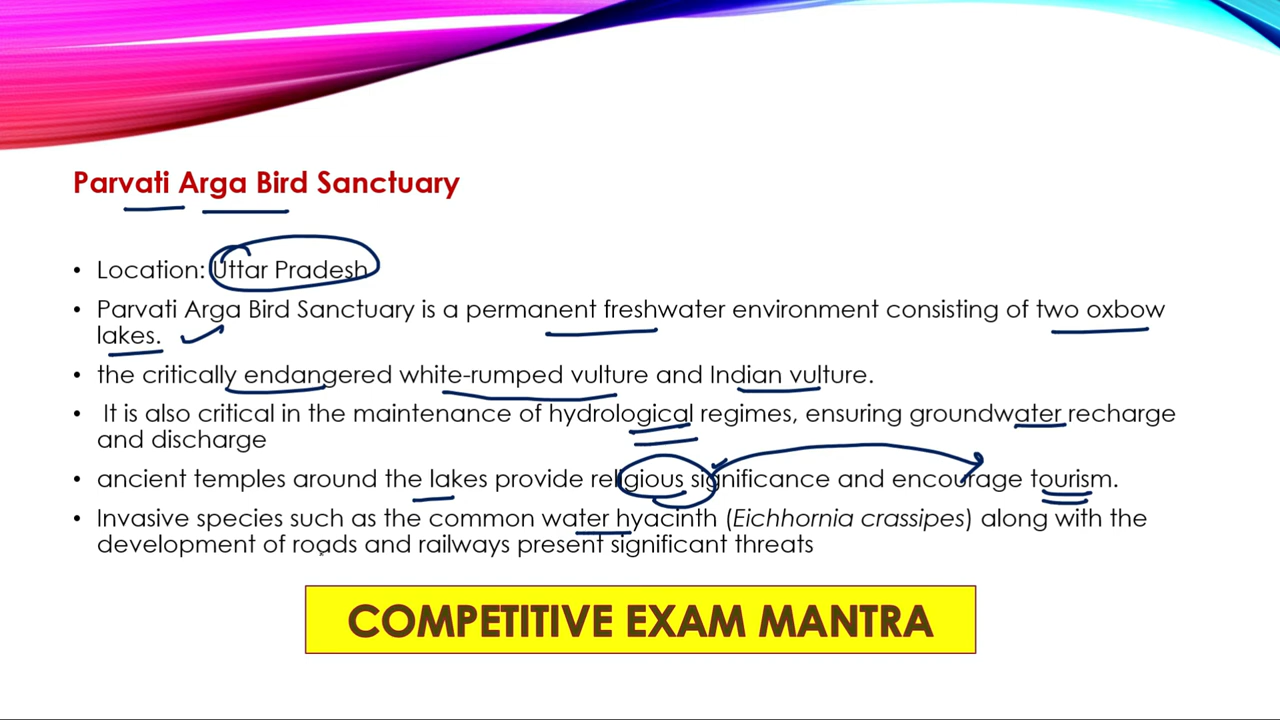 Parvati Arga Bird Sanctuary
• Location: Uttar Pradesh
• Parvati Arga Bird Sanctuary is a permanent freshwater environment consisting of two oxbow
lakes.
• the critically endangered white-rumped vulture and Indian vulture.
• It is also critical in the maintenance of hydrological regimes, ensuring groundwater recharge
and discharge
• ancient temples around the lakes provide religious significance and encourage tourism.
• Invasive species such as the common water hyacinth (Eichhornia crassipes) along with the
development of roads and railways present significant threats
COMPETITIVE EXAM MANTRA